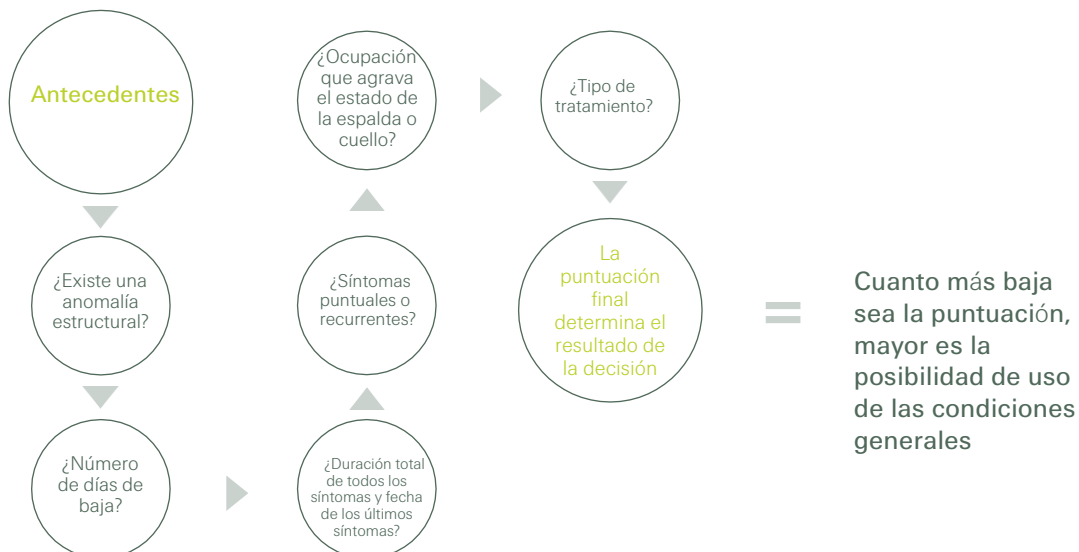 Antecedentes
¿Existe una
anomalía
estructural?
¿Número
de días de
baja?
¿Duración total
de todos los
síntomas y fecha
de los últimos
síntomas?
¿Síntomas
puntuales o
recurrentes?
¿Ocupación
que agrava
el estado de
la espalda o
cuello?
¿Tipo de
tratamiento?
La
puntuación
final
determina el
resultado de
la decisión
=
Cuanto más baja
sea la puntuación,
mayor es la
posibilidad de uso
de las condiciones
generales